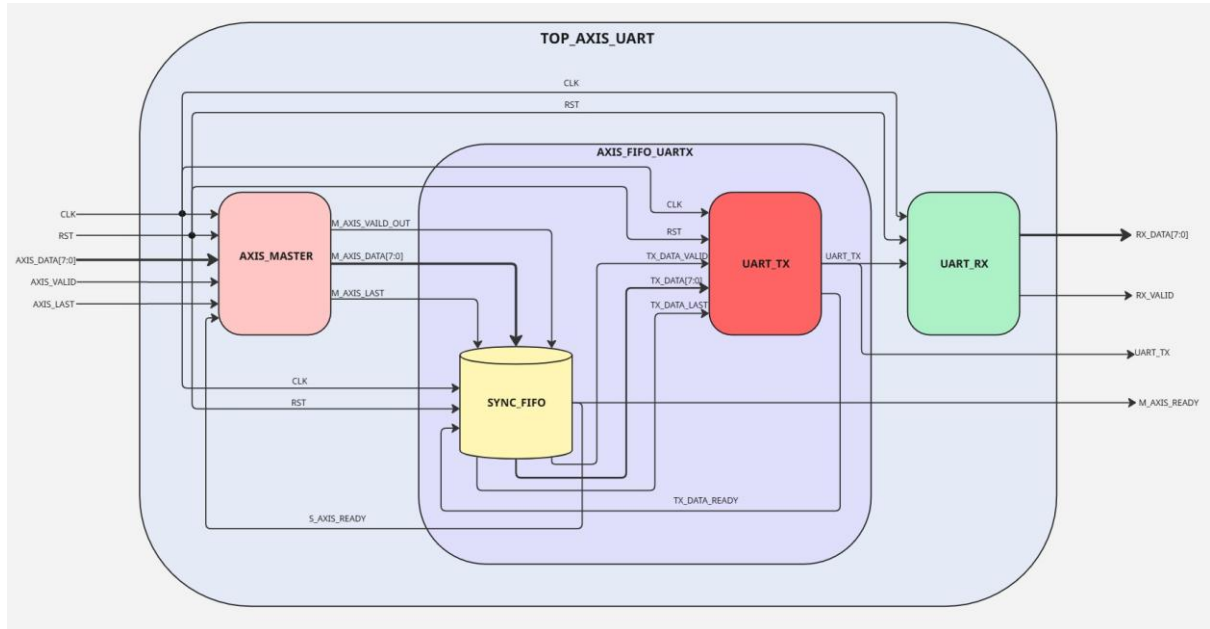 TOP_AXIS_UART
CLK
RST
AXIS_FIFO_UARTX
CLK
RST
AXIS_DATA[7:0]
AXIS_VALID
AXIS_LAST
AXIS_MASTER
M_AXIS_VAILD_OUT
M_AXIS_DATA[7:0]
M_AXIS_LAST
CLK
RST
TX_DATA_VALID
TX_DATA[7:0]
TX_DATA_LAST
UART_TX
UART_TX
UART_RX
RX_DATA[7:0]
RX_VALID
UART_TX
M_AXIS_READY
CLK
RST
SYNC_FIFO
TX_DATA_READY
S_AXIS_READY